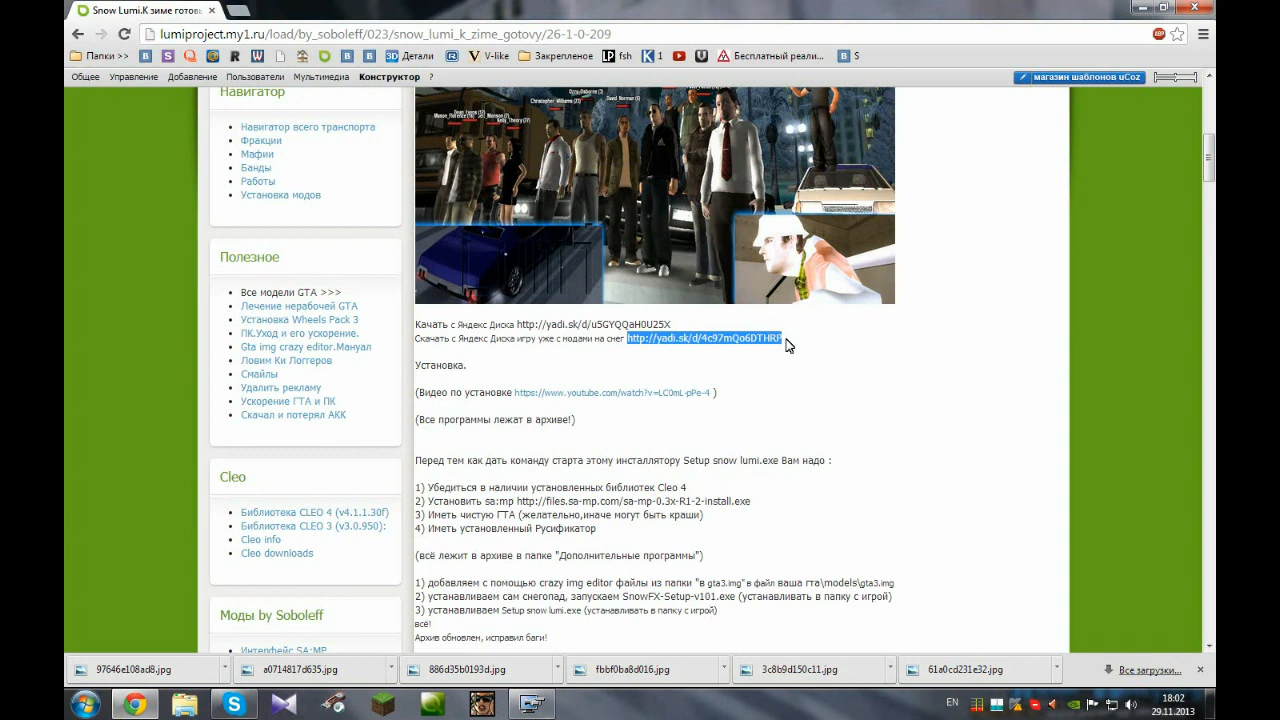 Snow Lumi.K зиме готовь
lumiproject.my1.ru/load/by_soboleff/023/snow_lumi_k_zime_gotovy/26-1-0-209
Папки >>
3D Детали
V-like
Закрепленое
fsh
1
Бесплатный реали...
S
Общее Управление Добавление Пользователи Мультимедиа Конструктор ?
магазин шаблонов uCoz
Навигатор
Навигатор всего транспорта
Фракции
Мафии
Банды
Работы
Установка модов
Полезное
Все модели GTA >>>
Лечение нерабочей GTA
Установка Wheels Pack 3
ПК.Уход и его ускорение.
Gta img crazy editor.Мануал
Ловим Ки Логгеров
Смайлы
Удалить рекламу
Ускорение ГТА и ПК
Скачал и потерял АКК
Cleo
Библиотека CLEO 4 (v4.1.1.30f)
Библиотека CLEO 3 (v3.0.950):
Cleo info
Cleo downloads
Моды by Soboleff
Интерфейс SA:MP
Christopher_Williams (23)
Качать с Яндекс Диска http://yadi.sk/d/u5GYQQaH0U25X
Скачать с Яндекс Диска игру уже с модами на снег http://yadi.sk/d/4c97mQo6DTHRP
Установка.
(Видео по установке https://www.youtube.com/watch?v=LC0mL-pPe-4 )
(Все программы лежат в архиве!)
Перед тем как дать команду старта этому инсталлятору Setup snow lumi.exe Вам надо :
1) Убедиться в наличии установленных библиотек Cleo 4
2) Установить sa:mp http://files.sa-mp.com/sa-mp-0.3x-R1-2-install.exe
3) Иметь чистую ГТА (желательно,иначе могут быть краши)
4) Иметь установленный Русификатор
(всё лежит в архиве в папке "Дополнительные программы")
1) добавляем с помощью crazy img editor файлы из папки "в gta3.img" в файл ваша гта\models\gta3.img
2) устанавливаем сам снегопад, запускаем SnowFX-Setup-v101.exe (устанавливать в папку с игрой)
3) устанавливаем Setup snow lumi.exe (устанавливать в папку с игрой)
всё!
Архив обновлен, исправил баги!
97646e108ad8.jpg
a0714817d635.jpg
886d35b0193d.jpg
fbbf0ba8d016.jpg
3c8b9d150c11.jpg
61a0cd231e32.jpg
Все загрузки...
EN
18:02
29.11.2013